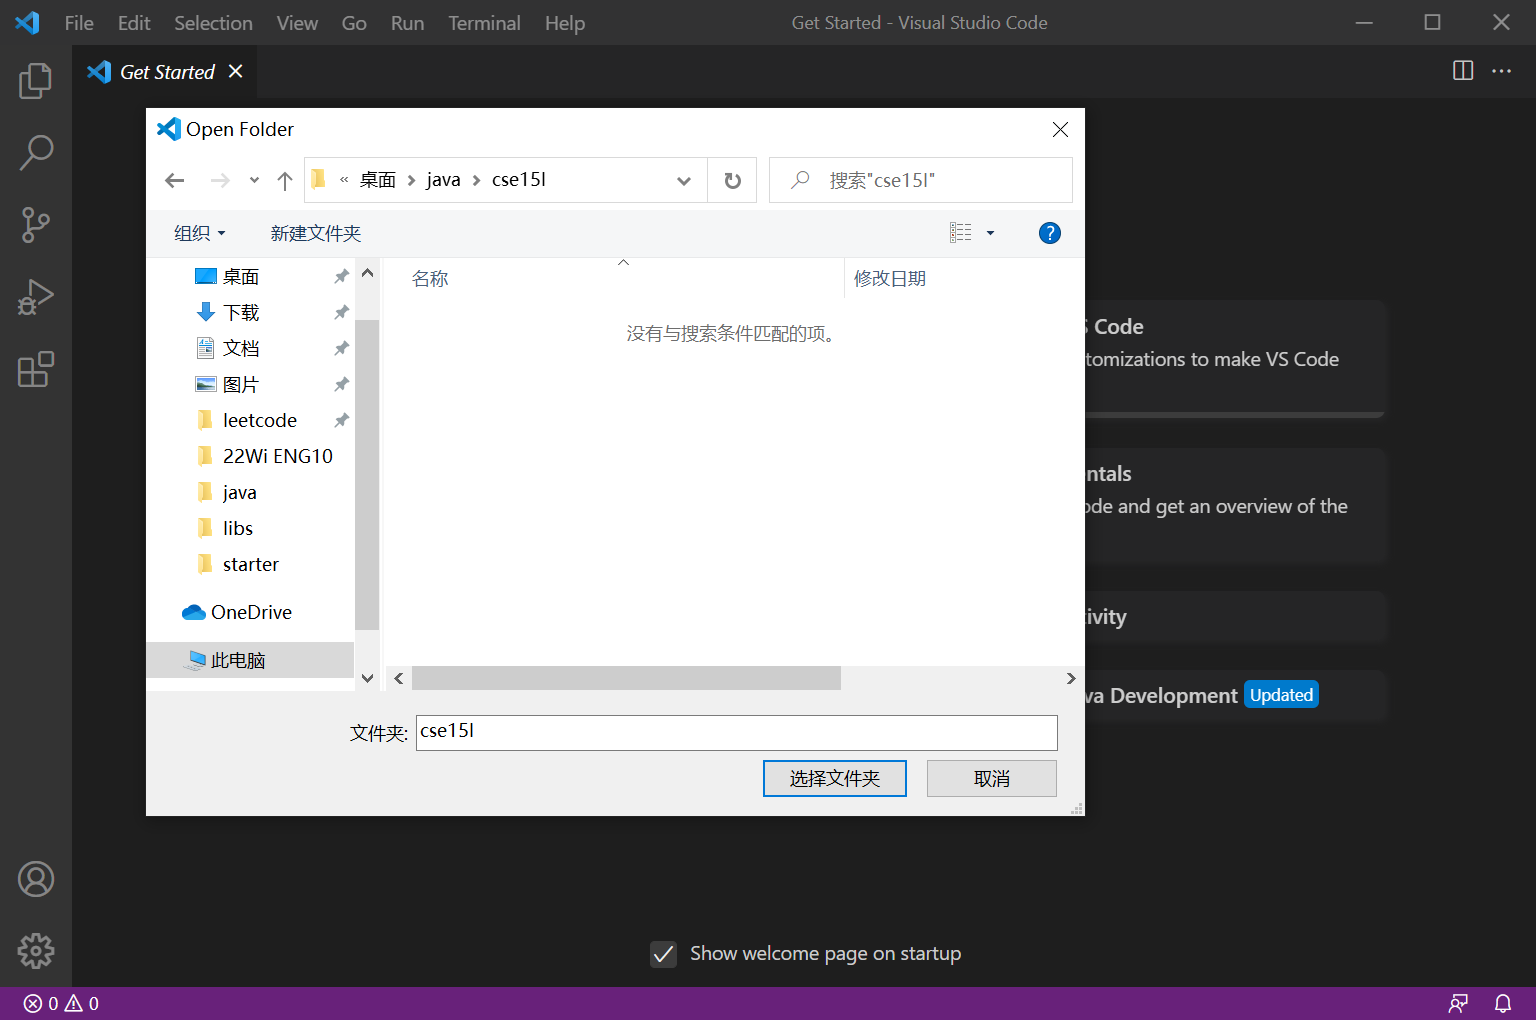 File Edit Selection View Go Run Terminal Help Get Started - Visual Studio Code
Get Started
Open Folder
« 桌面 > java > cse15l
搜索"cse15l"
组织 新建文件夹
?
名称 修改日期
没有与搜索条件匹配的项。
桌面
下载
文档
图片
leetcode
22Wi ENG10
java
libs
starter
OneDrive
此电脑
文件夹: cse15l
选择文件夹 取消
Code
tomizations to make VS Code
ntals
ode and get an overview of the
ivity
va Development Updated
Show welcome page on startup
0 0